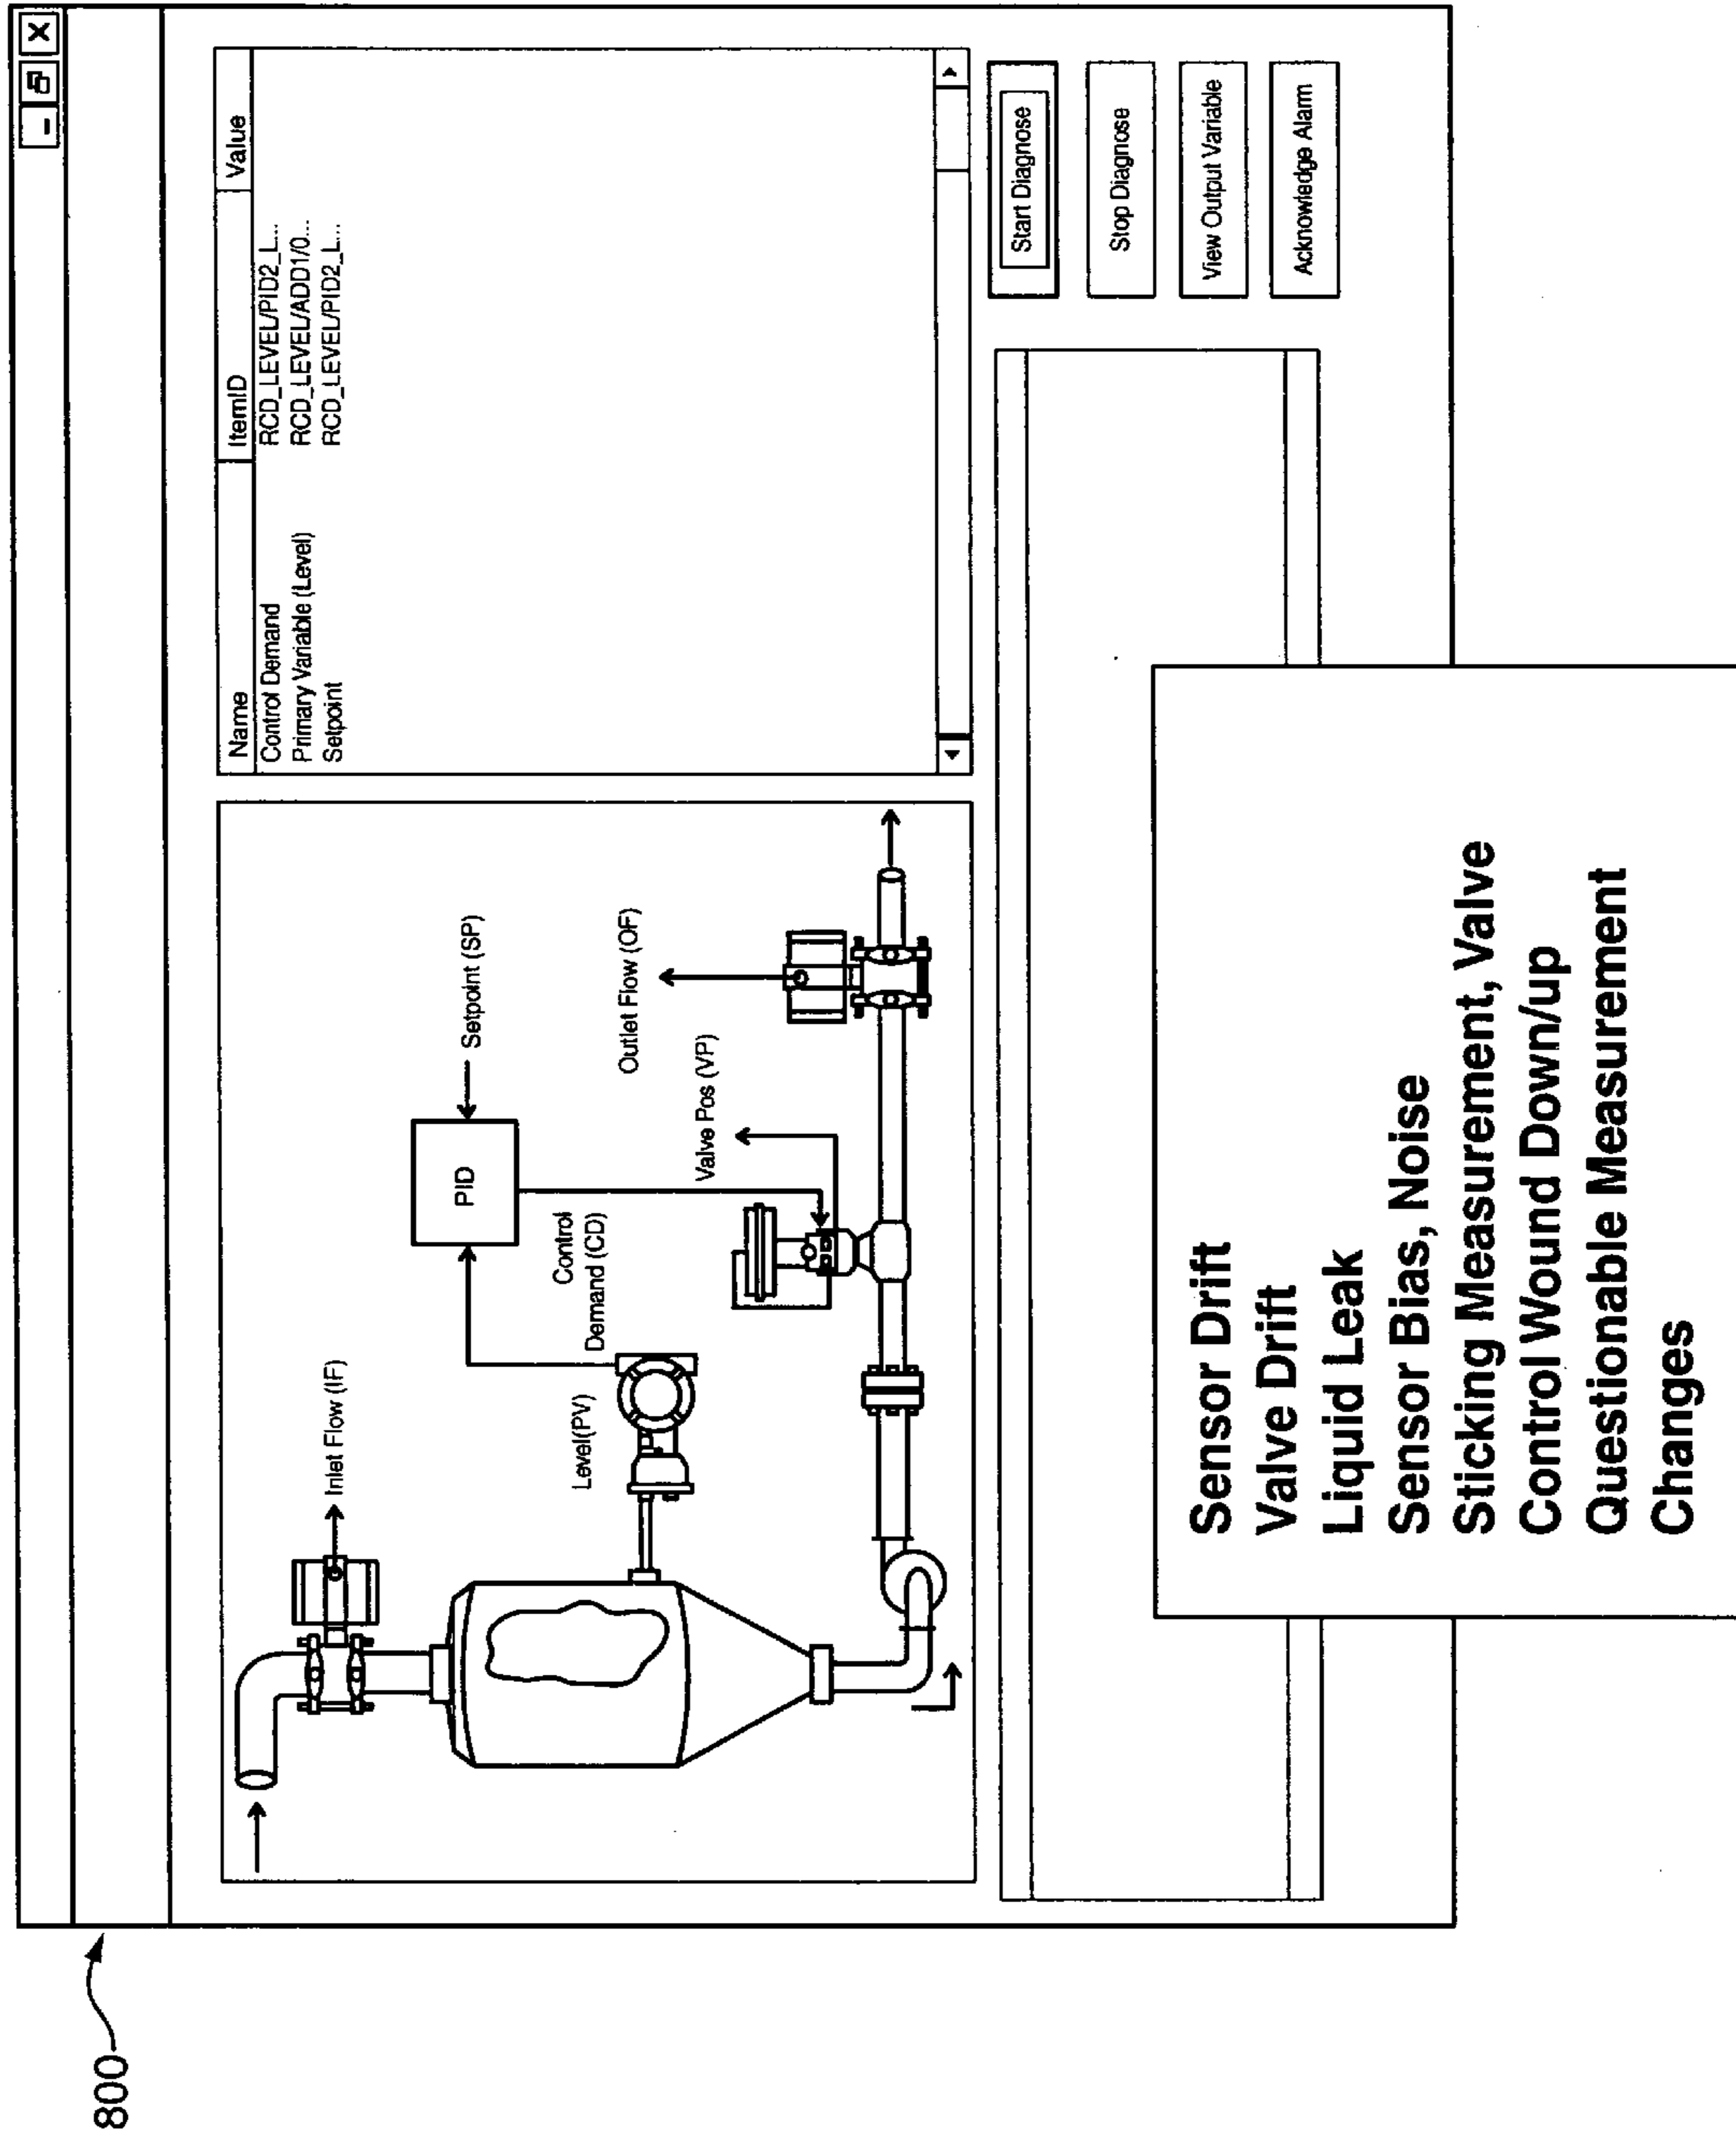 800
Inlet Flow (IF)
Level(PV)
Control
Demand (CD)
PID
Setpoint (SP)
Valve Pos (VP)
Outlet Flow (OF)
Name ItemID Value
Control Demand RCD_LEVEL/PID2_L...
Primary Variable (Level) RCD_LEVEL/ADD1/0...
Setpoint RCD_LEVEL/PID2_L...
Start Diagnose
Stop Diagnose
View Output Variable
Acknowledge Alarm
Sensor Drift
Valve Drift
Liquid Leak
Sensor Bias, Noise
Sticking Measurement, Valve
Control Wound Down/up
Questionable Measurement
Changes